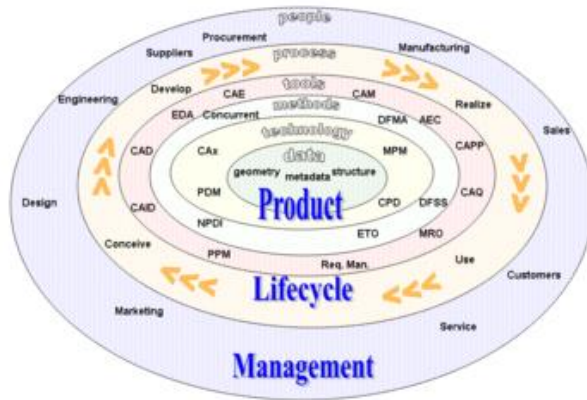 people
Procurement
Suppliers
Manufacturing
process
Develop
Engineering
tools
CAE
CAM
Realize
methods
EDA
Concurrent
DFMA
AEC
Sales
technology
CAD
CAx
data
MPM
CAPP
geometry
metadata
structure
CAID
PDM
Product
CPD
DFSS
CAQ
Design
NPDI
ETO
MRO
Conceive
PPM
Req. Man.
Use
Lifecycle
Customers
Marketing
Service
Management